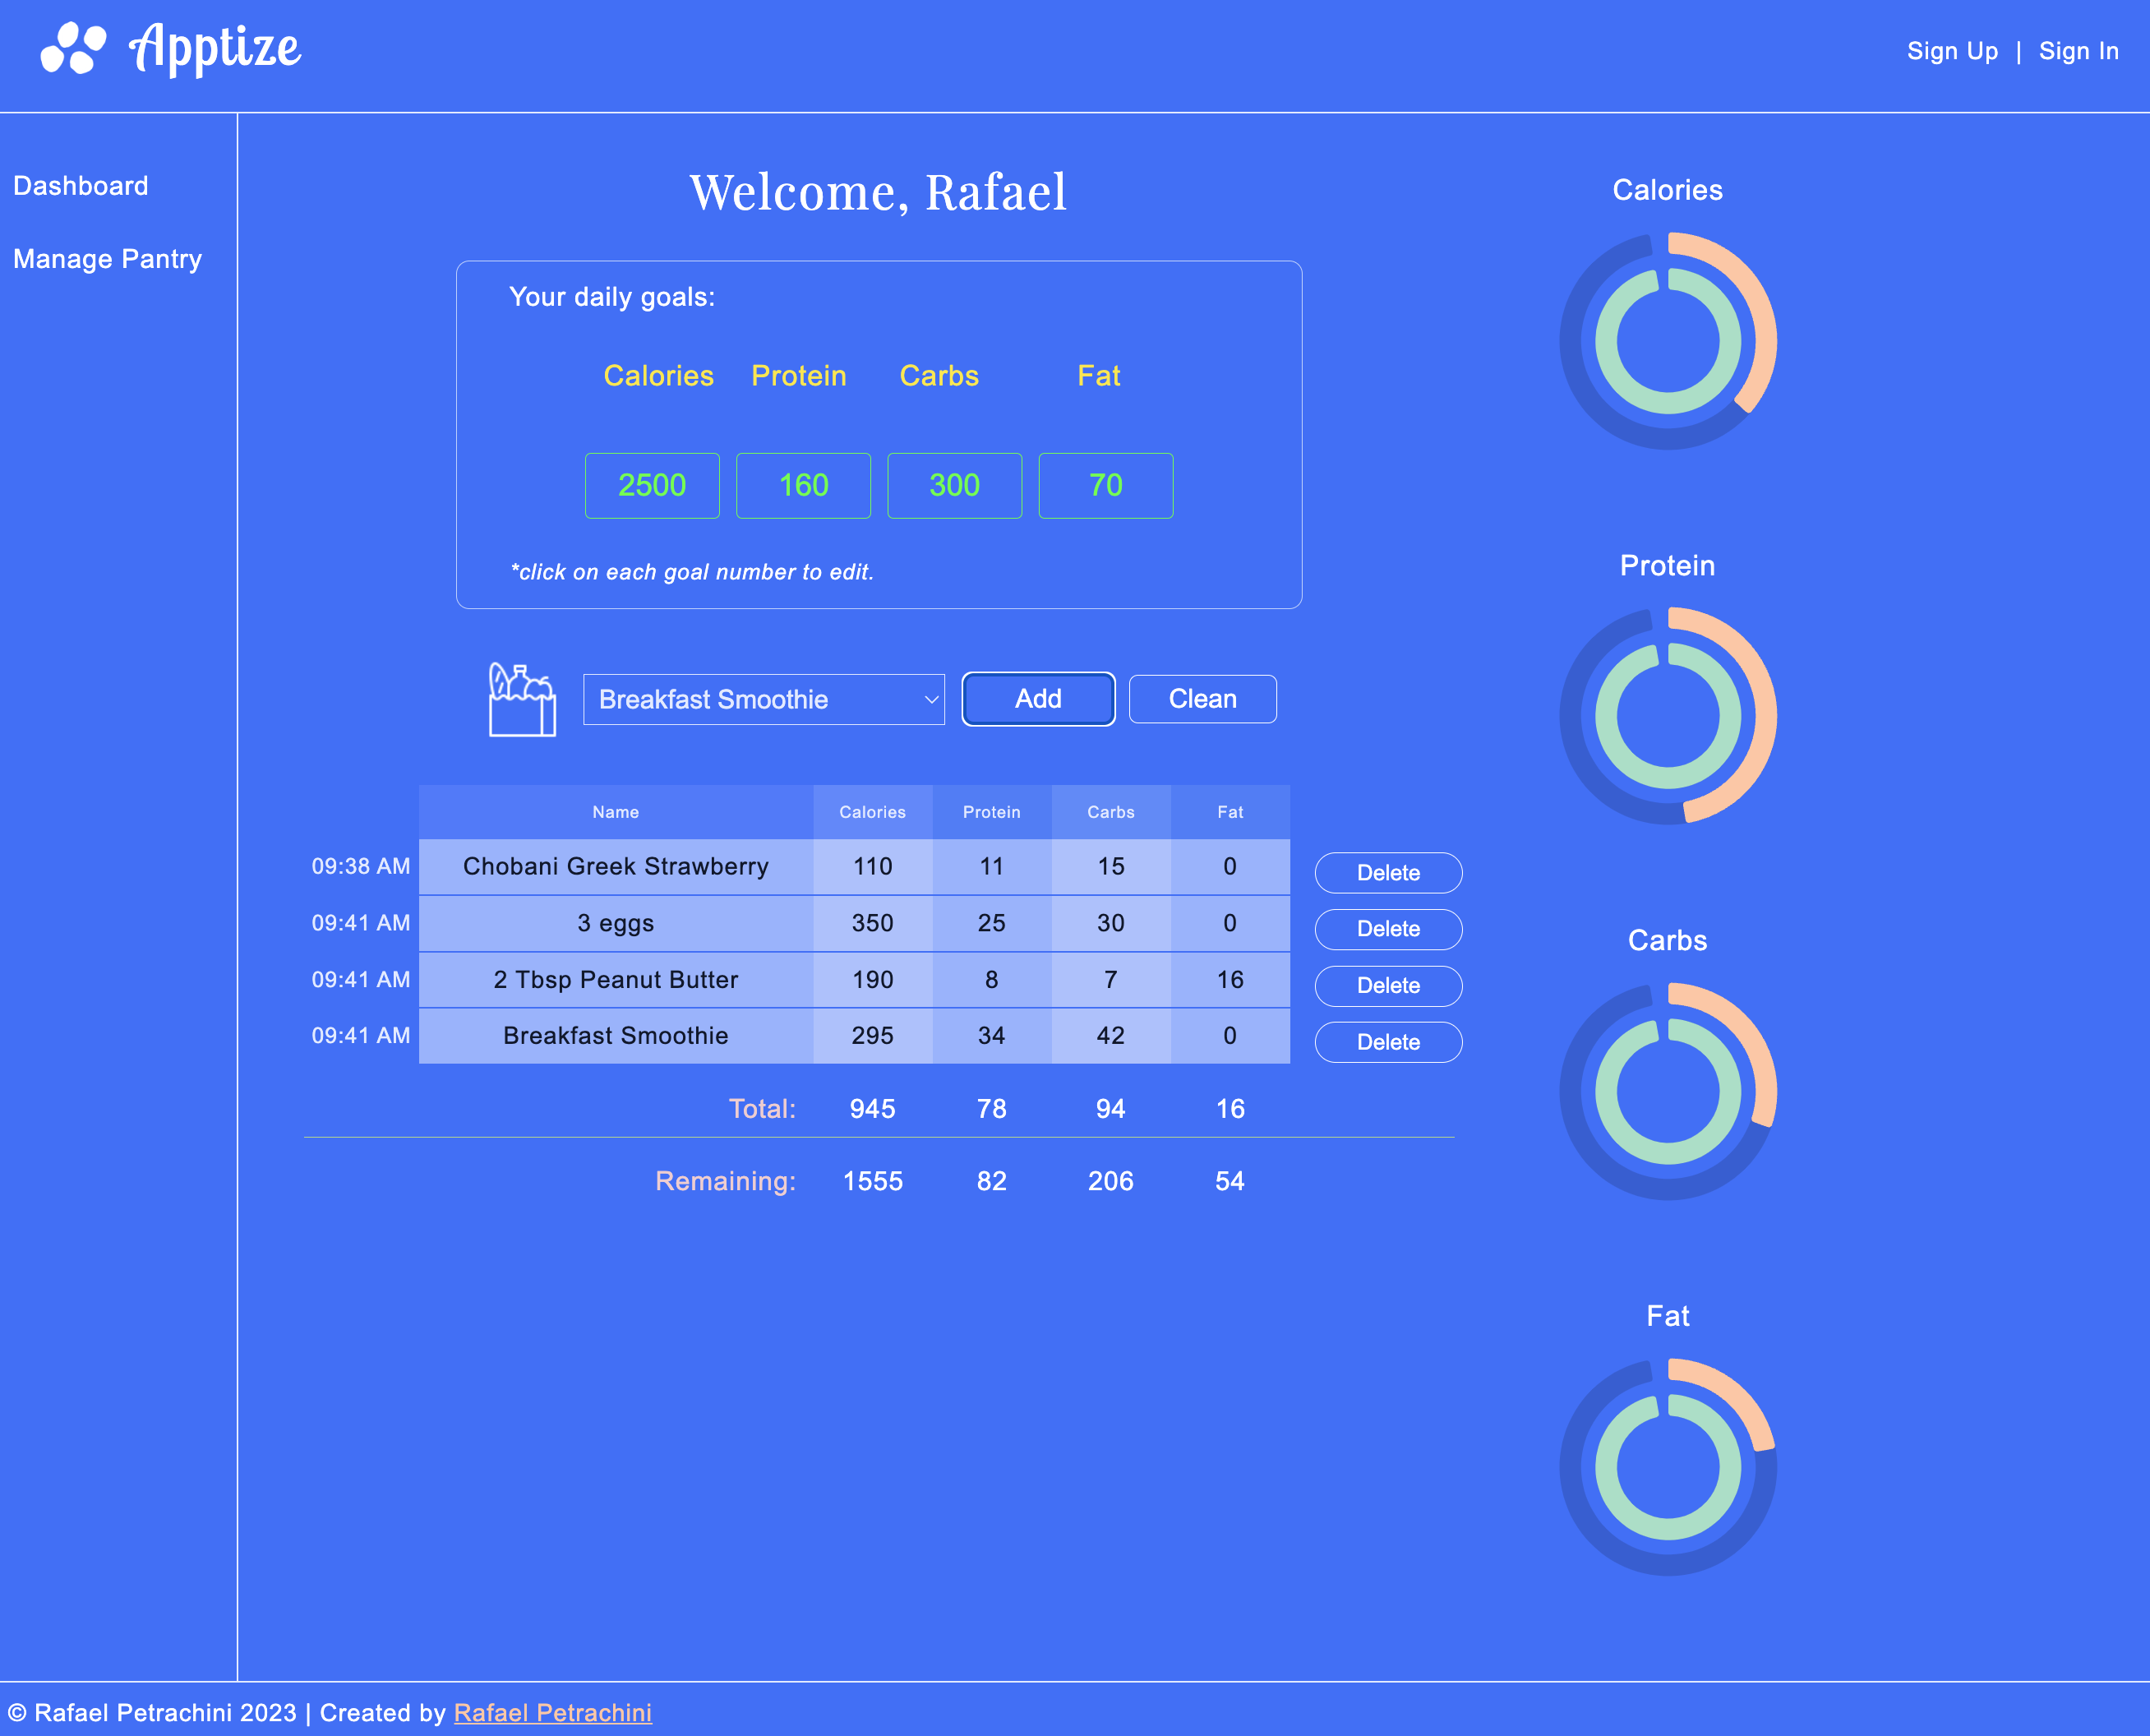 Apptize
Sign Up | Sign In
Dashboard
Manage Pantry
Welcome, Rafael
Your daily goals:
Calories Protein Carbs Fat
2500 160 300 70
*click on each goal number to edit.
Breakfast Smoothie Add Clean
Name Calories Protein Carbs Fat
09:38 AM Chobani Greek Strawberry 110 11 15 0 Delete
09:41 AM 3 eggs 350 25 30 0 Delete
09:41 AM 2 Tbsp Peanut Butter 190 8 7 16 Delete
09:41 AM Breakfast Smoothie 295 34 42 0 Delete
Total: 945 78 94 16
Remaining: 1555 82 206 54
Calories
Protein
Carbs
Fat
© Rafael Petrachini 2023 | Created by Rafael Petrachini